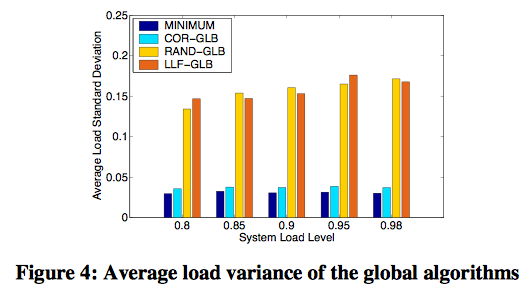 0.25
0.2
0.15
0.1
0.05
0
Average Load Standard Deviation
MINIMUM
COR-GLB
RAND-GLB
LLF-GLB
0.8 0.85 0.9 0.95 0.98
System Load Level
Figure 4: Average load variance of the global algorithms